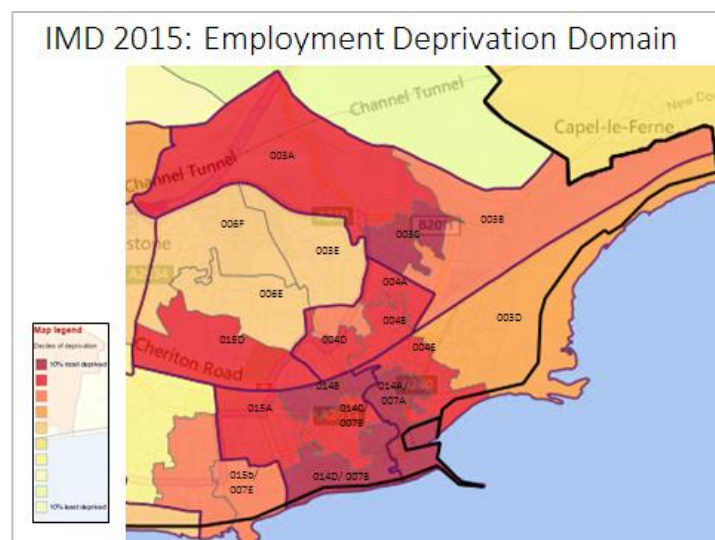 IMD 2015: Employment Deprivation Domain
Channel Tunnel
New Do
Capel-le-Ferne
003A
Channel Tunnel
006F
003B
B2011
003C
stone
003E
004A
006E
003D
004B
015D
004D
004E
Cheriton Road
014B
014A/
007A
015A
014C/
007B
015b/
007E
014D/ 007B
Map legend
Deciles of deprivation
10% most deprived
10% least deprived